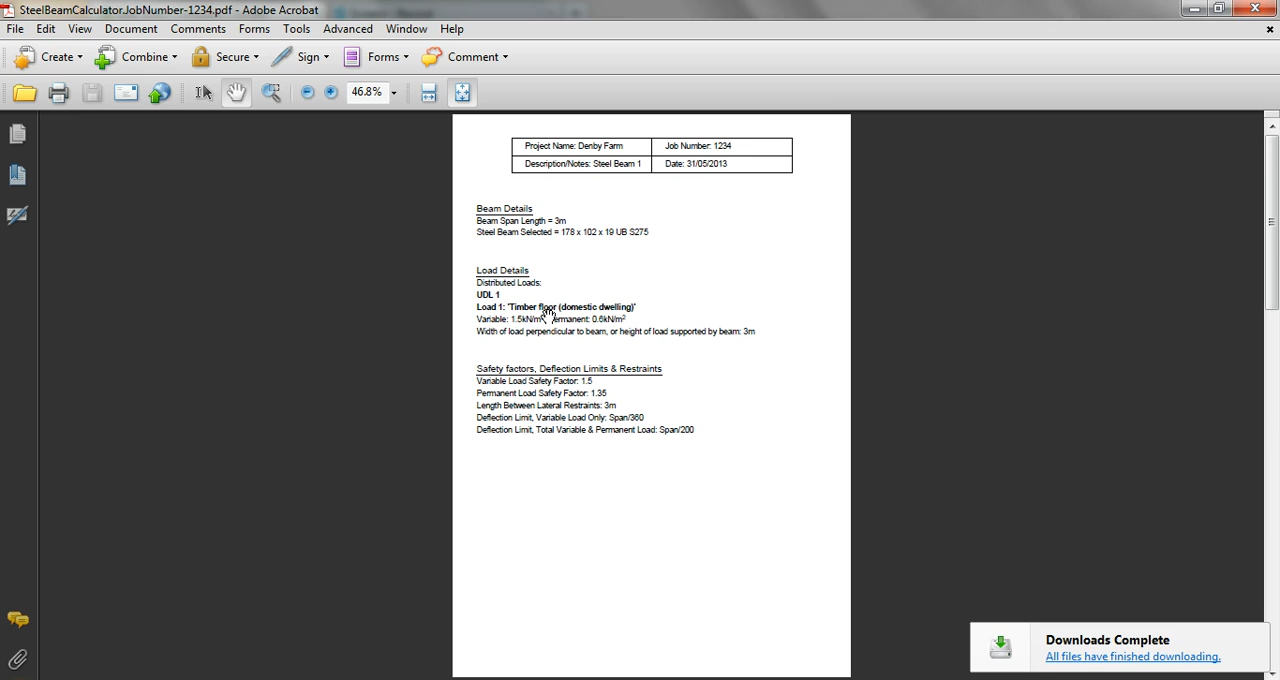 SteelBeamCalculatorJobNumber-1234.pdf - Adobe Acrobat
File Edit View Document Comments Forms Tools Advanced Window Help
Create Combine Secure Sign Forms Comment
46.8%
Project Name: Denby Farm Job Number: 1234
Description/Notes: Steel Beam 1 Date: 31/05/2013
Beam Details
Beam Span Length = 3m
Steel Beam Selected = 178 x 102 x 19 UB S275
Load Details
Distributed Loads:
UDL 1
Load 1: 'Timber floor (domestic dwelling)'
Variable: 1.5kN/m ermanent: 0.6kN/m²
Width of load perpendicular to beam, or height of load supported by beam: 3m
Safety factors, Deflection Limits & Restraints
Variable Load Safety Factor: 1.5
Permanent Load Safety Factor: 1.35
Length Between Lateral Restraints: 3m
Deflection Limit, Variable Load Only: Span/360
Deflection Limit, Total Variable & Permanent Load: Span/200
Downloads Complete
All files have finished downloading.